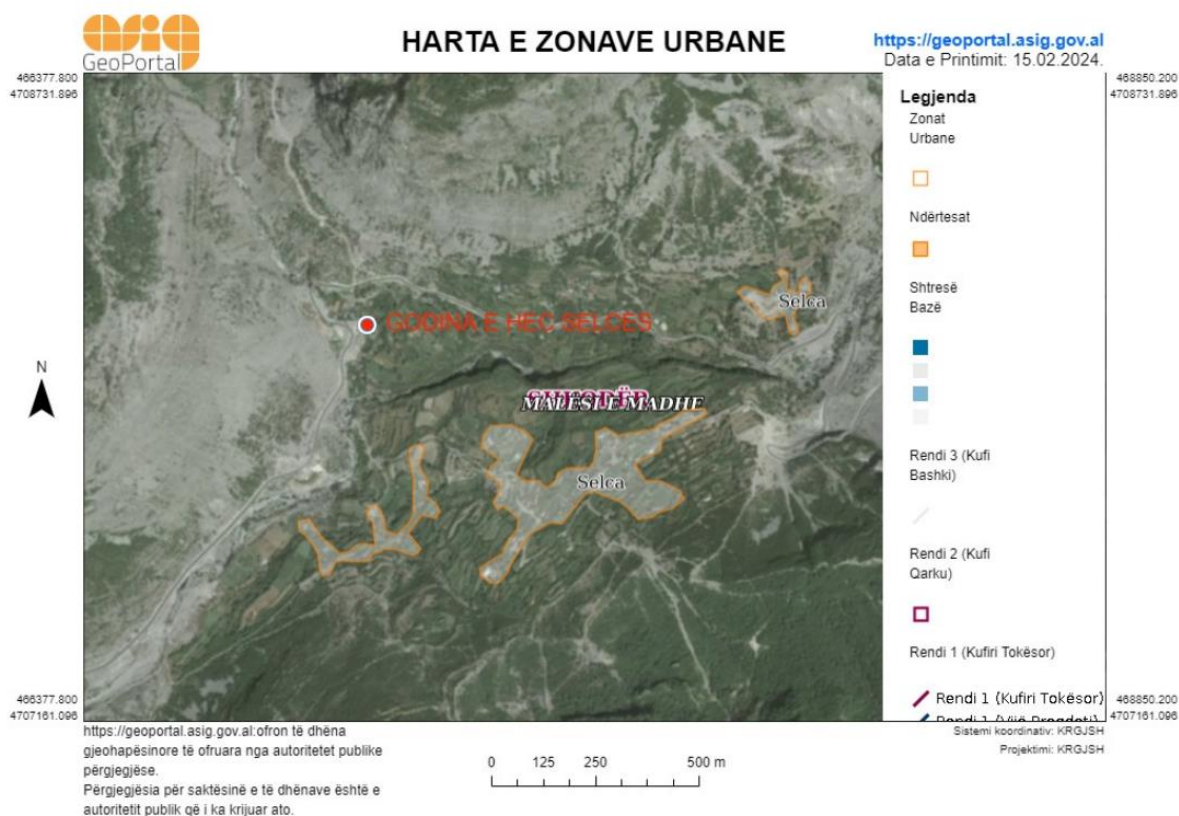 asig
GeoPortal
HARTA E ZONAVE URBANE
https://geoportal.asig.gov.al
Data e Printimit: 15.02.2024.
466377.800
4708731.896
468850.200
4708731.896
Legjenda
Zonat
Urbane
Ndërtesat
Shtresë
Bazë
Rendi 3 (Kufi
Bashki)
Rendi 2 (Kufi
Qarku)
Rendi 1 (Kufiri Tokësor)
Rendi 1 (Kufiri Tokësor)
Selca
GODINA E HEC SELCES
N
SHKODËR
MALËSI E MADHE
Selca
466377.800
4707161.096
468850.200
4707161.096
Sistemi koordinativ: KRGJSH
Projektimi: KRGJSH
https://geoportal.asig.gov.al:ofron të dhëna
gjeohapësinore të ofruara nga autoritetet publike
përgjegjëse.
Përgjegjësia për saktësinë e të dhënave është e
autoritetit publik që i ka krijuar ato.
0 125 250 500 m